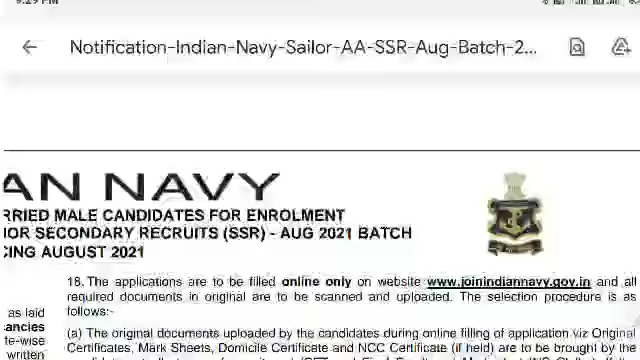 Notification-Indian-Navy-Sailor-AA-SSR-Aug-Batch-2...
AN NAVY
RRIED MALE CANDIDATES FOR ENROLMENT
IOR SECONDARY RECRUITS (SSR) - AUG 2021 BATCH
CING AUGUST 2021
18. The applications are to be filled online only on website www.joinindiannavy.gov.in and all
required documents in original are to be scanned and uploaded. The selection procedure is as
follows:-
as laid
ancies
te-wise
written
(a) The original documents uploaded by the candidates during online filling of application viz Original
Certificates, Mark Sheets, Domicile Certificate and NCC Certificate (if held) are to be brought by the